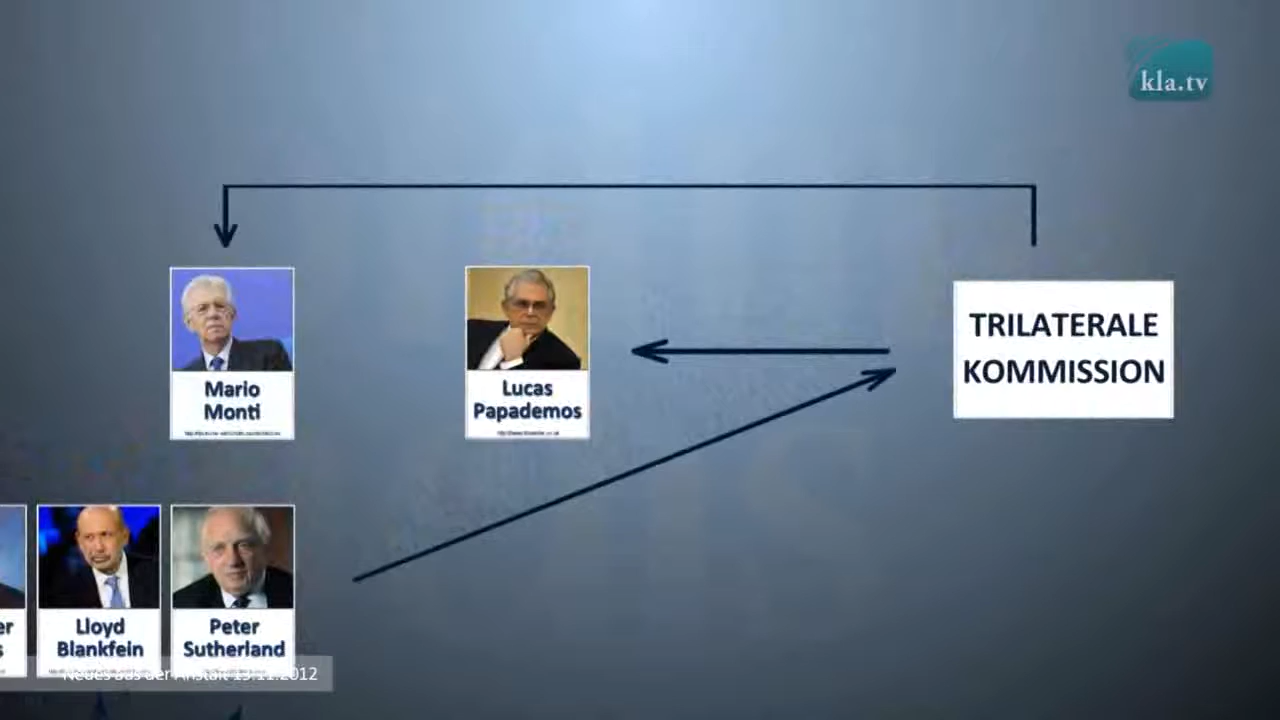 kla.tv
TRILATERALE
KOMMISSION
Mario
Monti
Lucas
Papademos
er
s
Lloyd
Blankfein
Peter
Sutherland
Neues aus der Anstalt 13.11.2012